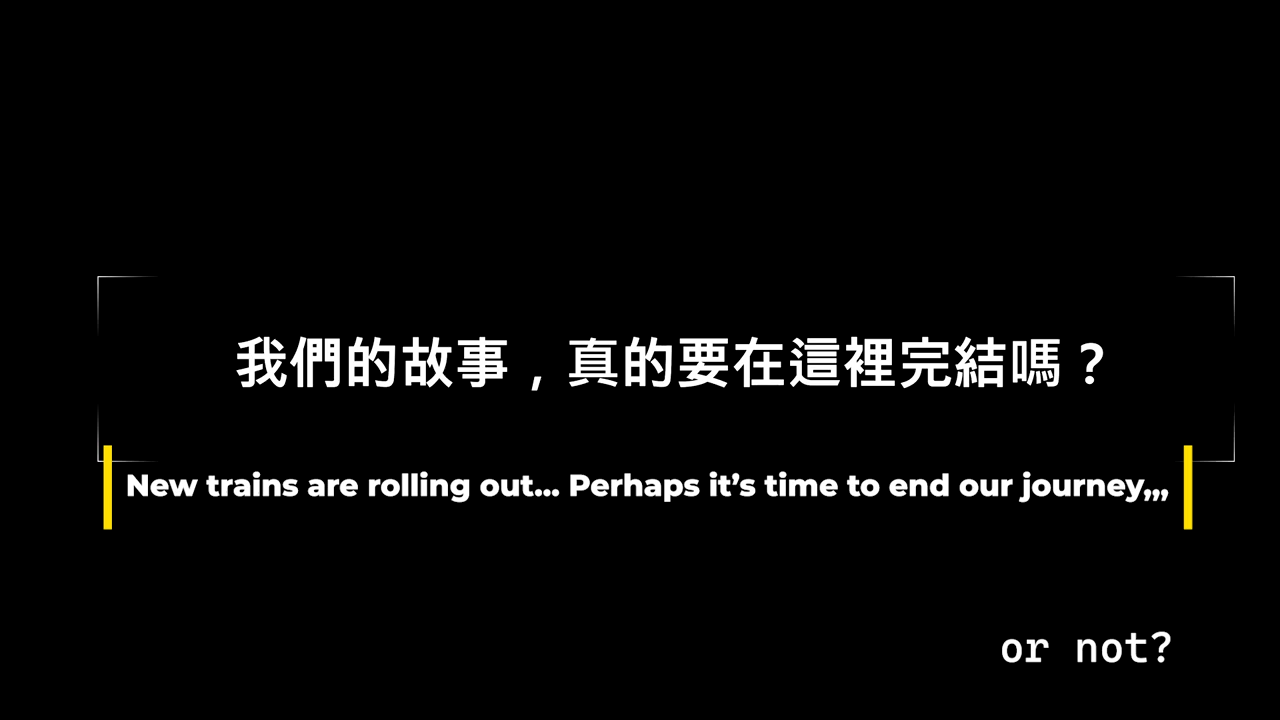 我們的故事，真的要在這裡完結嗎？
New trains are rolling out... Perhaps it’s time to end our journey,,,
or not?